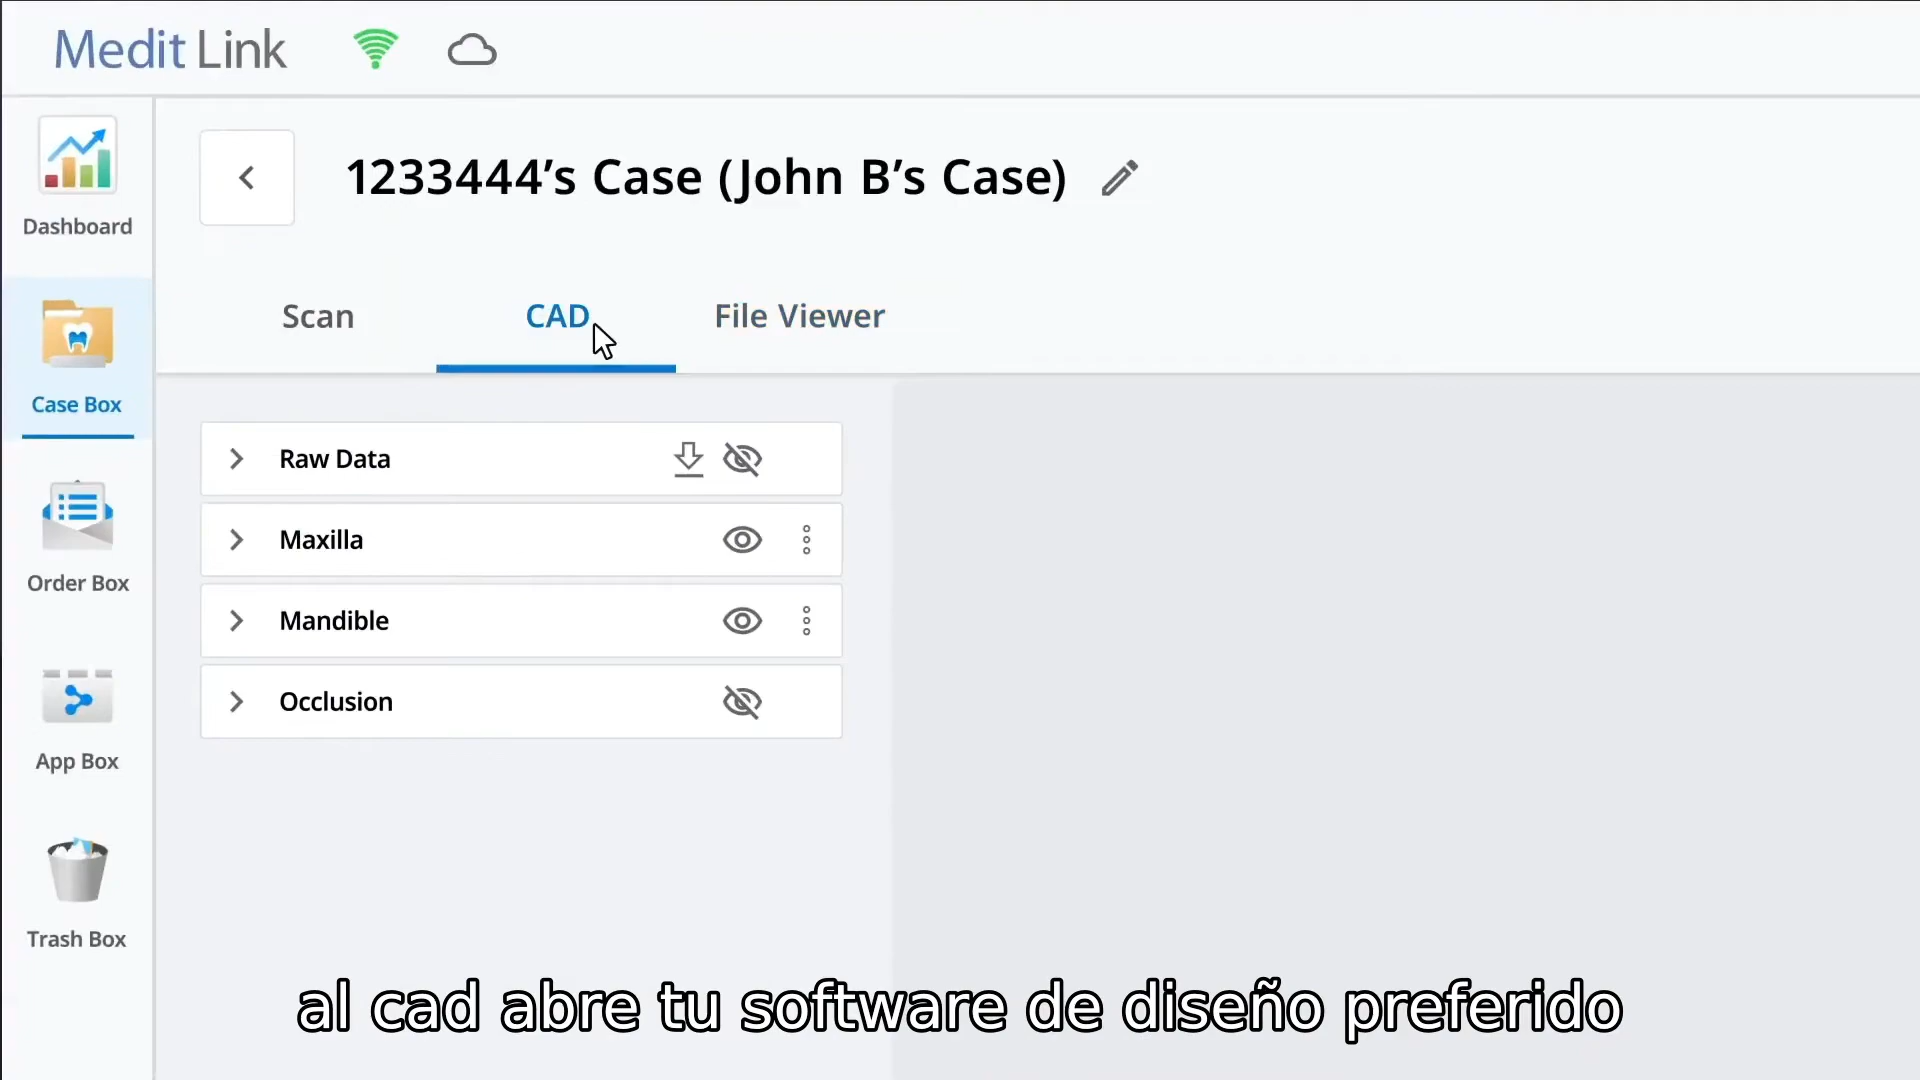 Medit Link
1233444’s Case (John B’s Case)
Dashboard
Scan
CAD
File Viewer
Case Box
Raw Data
Maxilla
Mandible
Occlusion
Order Box
App Box
Trash Box
al cad abre tu software de diseño preferido